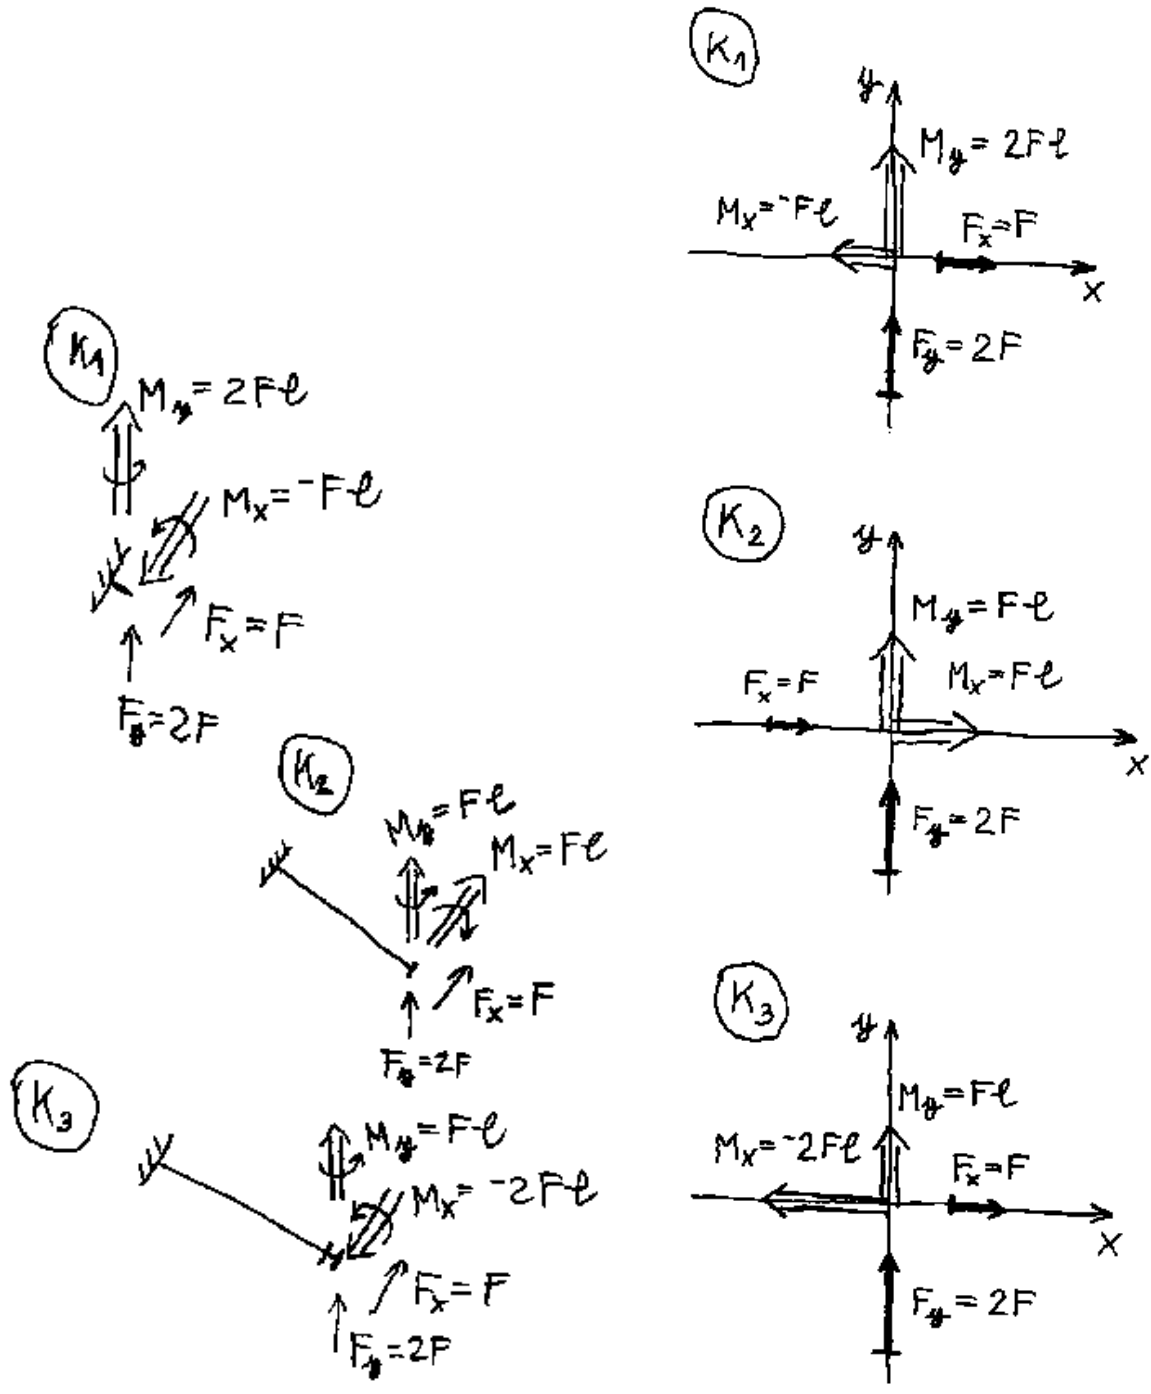 K1
y
My = 2Fl
Mx = -Fl
Fx = F
x
Fy = 2F
K1
My = 2Fl
Mx = -Fl
Fx = F
Fy = 2F
K2
y
My = Fl
Fx = F
Mx = Fl
x
Fy = 2F
K2
My = Fl
Mx = Fl
Fx = F
Fy = 2F
K3
y
My = Fl
Mx = -2Fl
Fx = F
x
Fy = 2F
K3
My = Fl
Mx = -2Fl
Fx = F
Fy = 2F